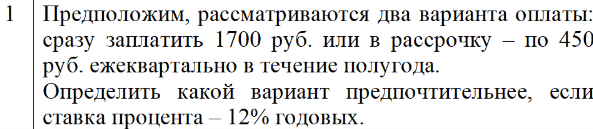 1 Предположим, рассматриваются два варианта оплаты:
сразу заплатить 1700 руб. или в рассрочку – по 450
руб. ежеквартально в течение полугода.
Определить какой вариант предпочтительнее, если
ставка процента – 12% годовых.